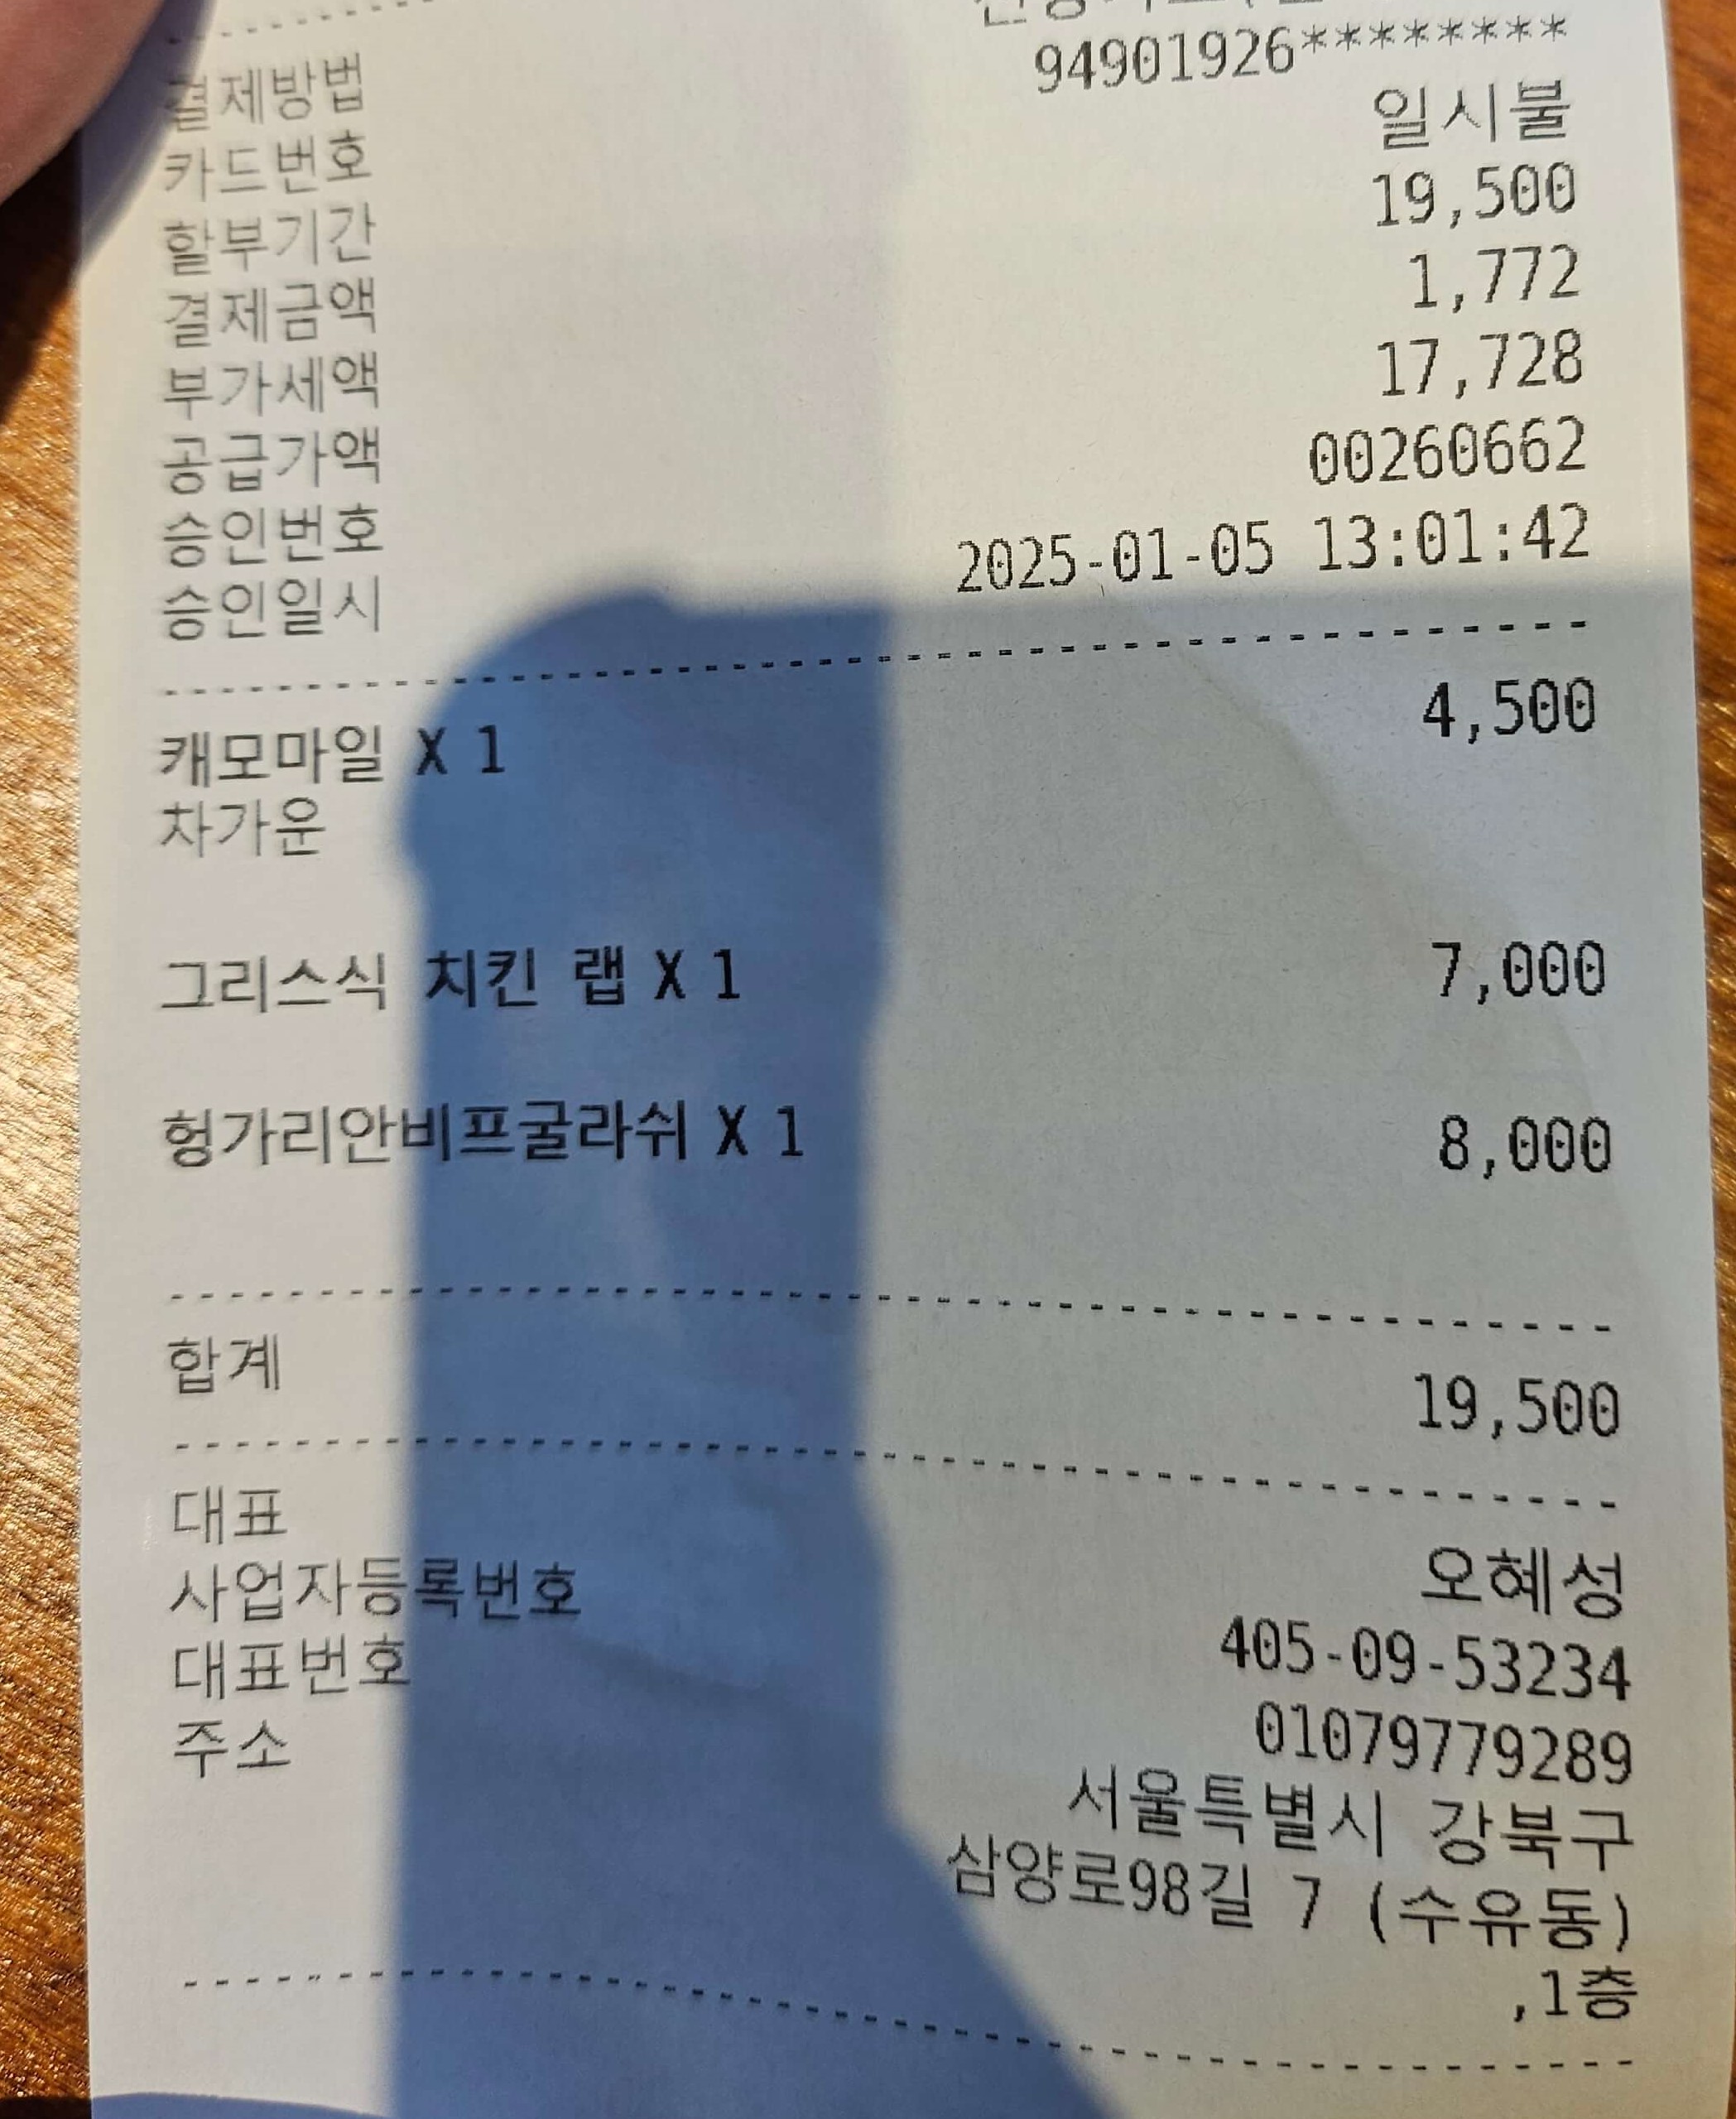 결제방법
카드번호 94901926********
할부기간 일시불
결제금액 19,500
부가세액 1,772
공급가액 17,728
승인번호 00260662
승인일시 2025-01-05 13:01:42
캐모마일 X 1 4,500
차가운
그리스식 치킨 랩 X 1 7,000
헝가리안비프굴라쉬 X 1 8,000
합계 19,500
대표 오혜성
사업자등록번호 405-09-53234
대표번호 01079779289
주소 서울특별시 강북구
삼양로98길 7 (수유동)
,1층